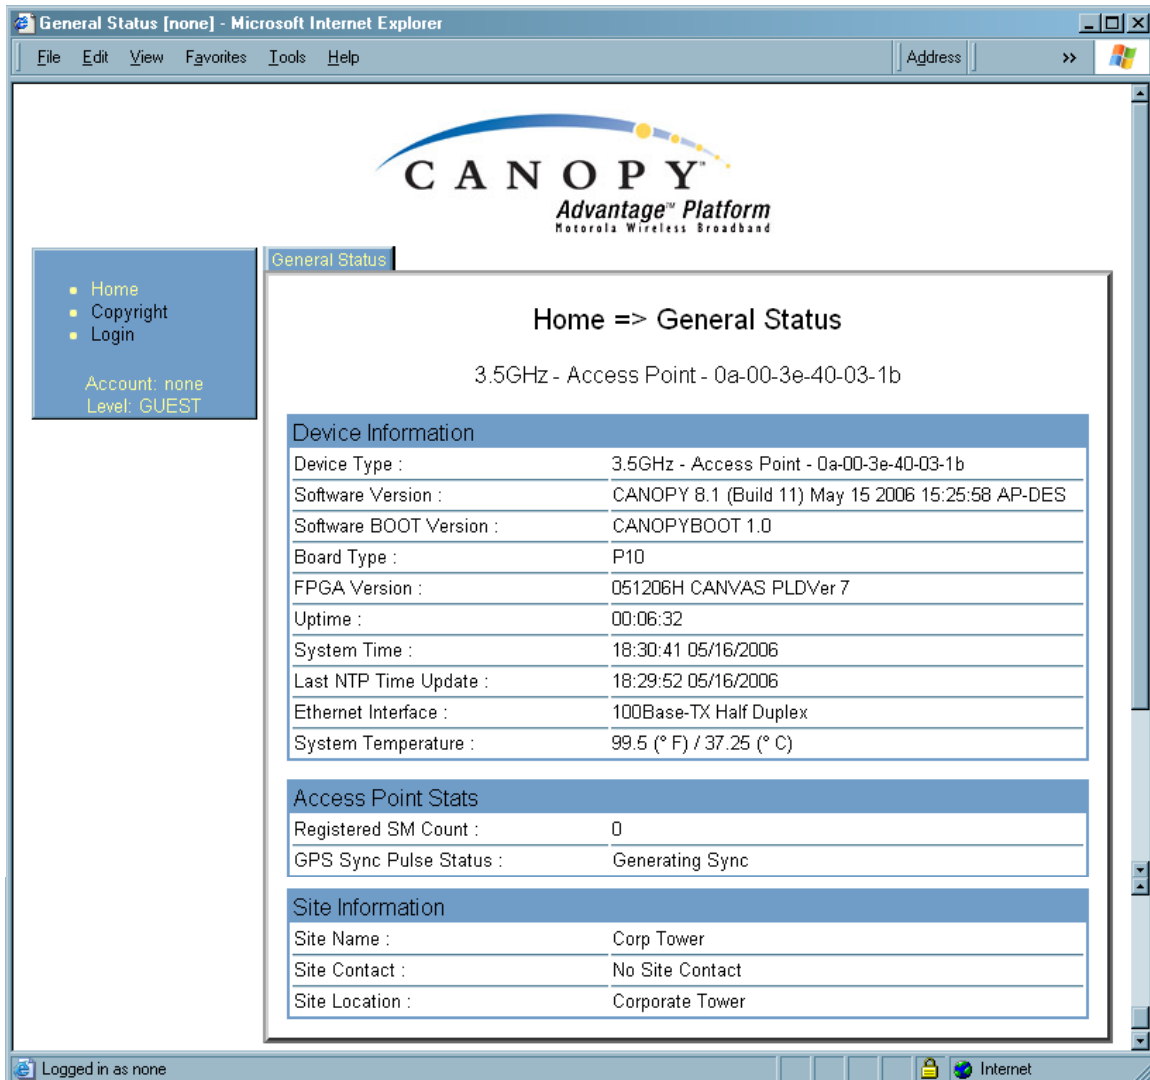 General Status [none] - Microsoft Internet Explorer
File Edit View Favorites Tools Help Address »
CANOPY™
Advantage™ Platform
Motorola Wireless Broadband
Home
Copyright
Login
Account: none
Level: GUEST
General Status
Home => General Status
3.5GHz - Access Point - 0a-00-3e-40-03-1b
Device Information
Device Type : 3.5GHz - Access Point - 0a-00-3e-40-03-1b
Software Version : CANOPY 8.1 (Build 11) May 15 2006 15:25:58 AP-DES
Software BOOT Version : CANOPYBOOT 1.0
Board Type : P10
FPGA Version : 051206H CANVAS PLDVer 7
Uptime : 00:06:32
System Time : 18:30:41 05/16/2006
Last NTP Time Update : 18:29:52 05/16/2006
Ethernet Interface : 100Base-TX Half Duplex
System Temperature : 99.5 (° F) / 37.25 (° C)
Access Point Stats
Registered SM Count : 0
GPS Sync Pulse Status : Generating Sync
Site Information
Site Name : Corp Tower
Site Contact : No Site Contact
Site Location : Corporate Tower
Logged in as none Internet